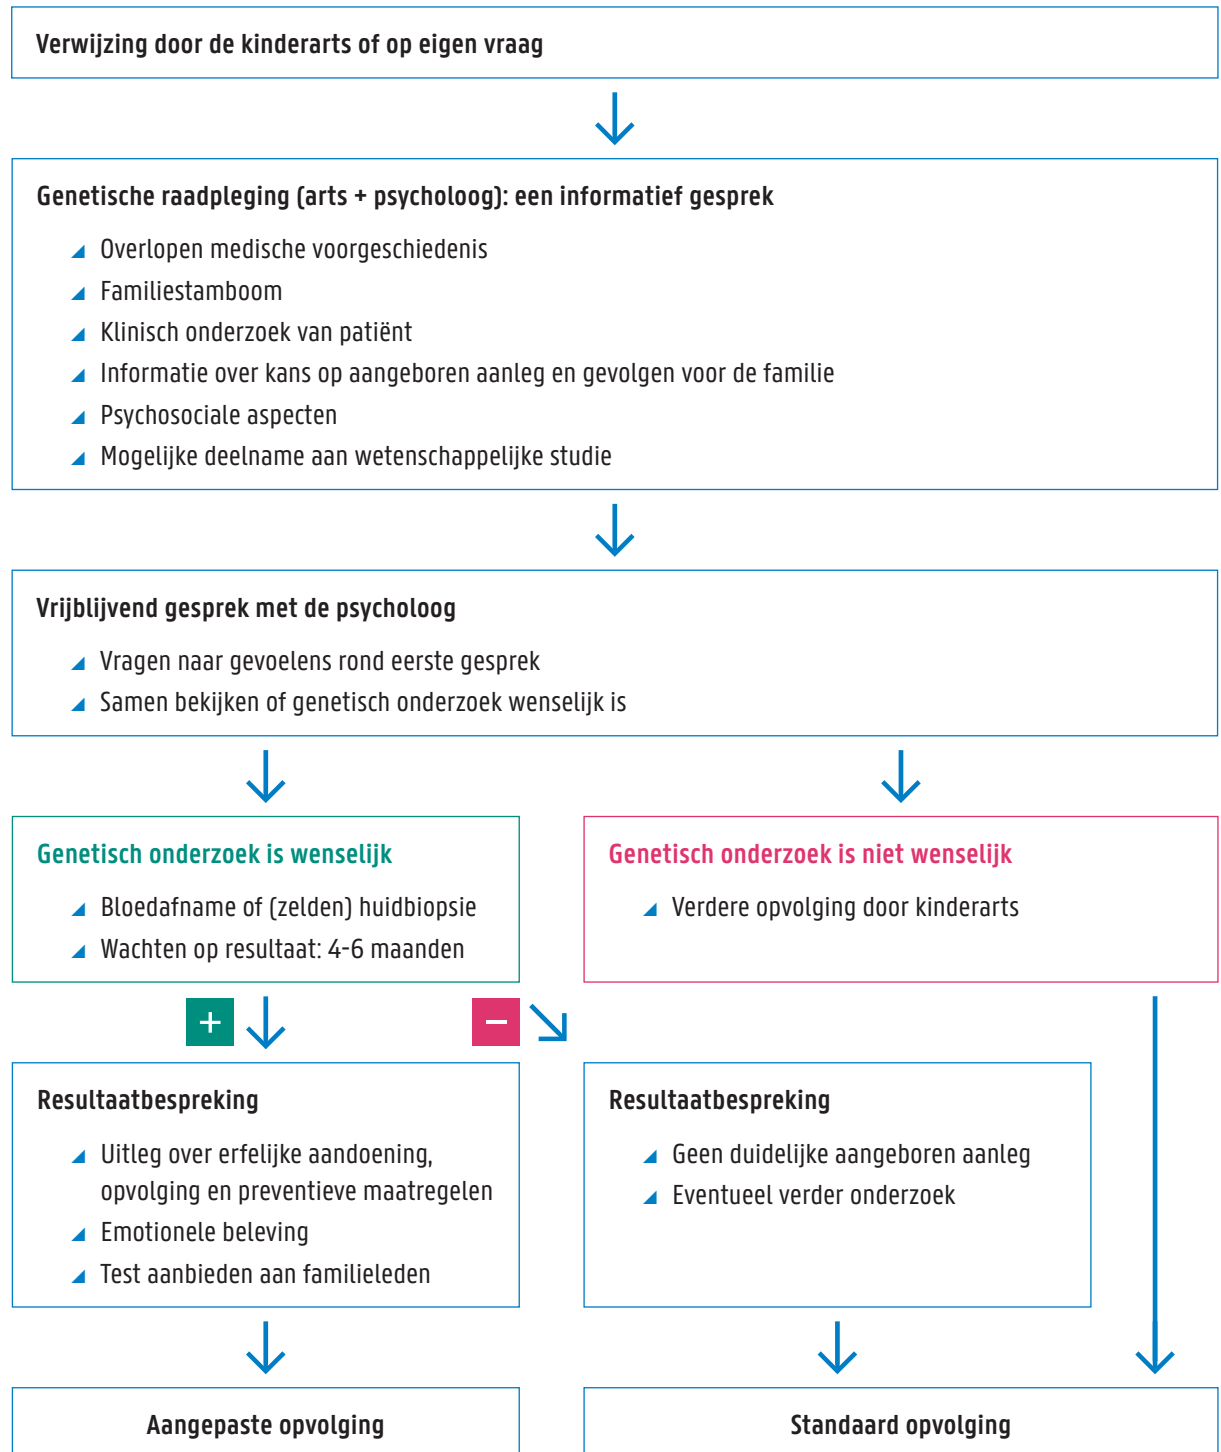 Verwijzing door de kinderarts of op eigen vraag
Genetische raadpleging (arts + psycholoog): een informatief gesprek
Overlopen medische voorgeschiedenis
Familiestamboom
Klinisch onderzoek van patiënt
Informatie over kans op aangeboren aanleg en gevolgen voor de familie
Psychosociale aspecten
Mogelijke deelname aan wetenschappelijke studie
Vrijblijvend gesprek met de psycholoog
Vragen naar gevoelens rond eerste gesprek
Samen bekijken of genetisch onderzoek wenselijk is
Genetisch onderzoek is wenselijk
Bloedafname of (zelden) huidbiopsie
Wachten op resultaat: 4-6 maanden
Genetisch onderzoek is niet wenselijk
Verdere opvolging door kinderarts
+
–
Resultaatbespreking
Uitleg over erfelijke aandoening,
opvolging en preventieve maatregelen
Emotionele beleving
Test aanbieden aan familieleden
Resultaatbespreking
Geen duidelijke aangeboren aanleg
Eventueel verder onderzoek
Aangepaste opvolging
Standaard opvolging